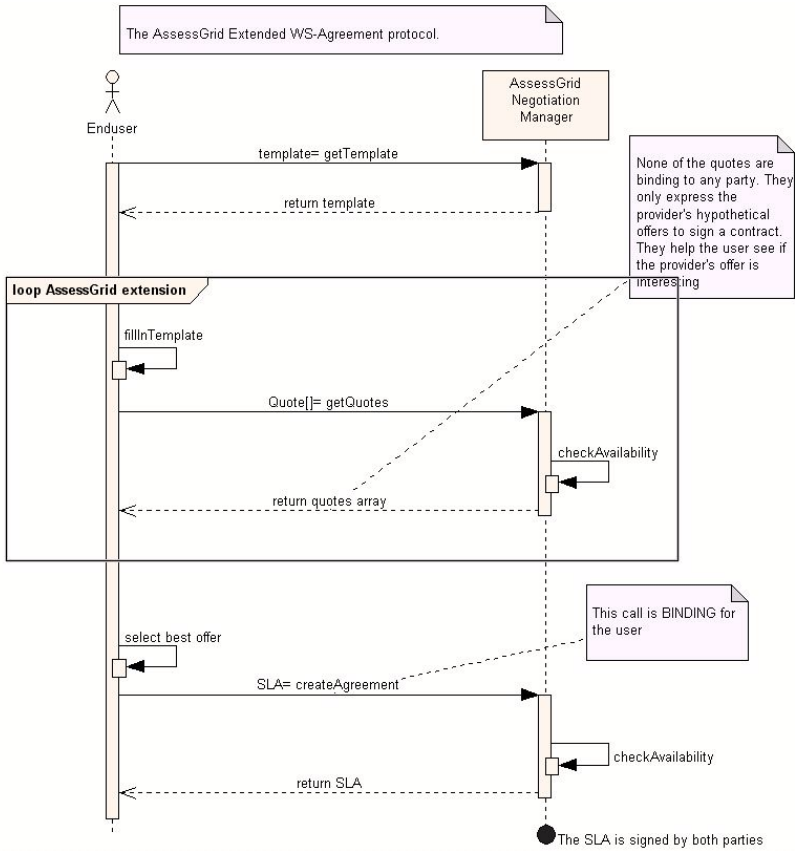 The AssessGrid Extended WS-Agreement protocol.
AssessGrid
Negotiation
Manager
Enduser
template= getTemplate
None of the quotes are
binding to any party. They
only express the
provider's hypothetical
offers to sign a contract.
They help the user see if
the provider's offer is
interesting
return template
loop AssessGrid extension
fillInTemplate
Quote[]= getQuotes
checkAvailability
return quotes array
This call is BINDING for
the user
select best offer
SLA= createAgreement
checkAvailability
return SLA
The SLA is signed by both parties